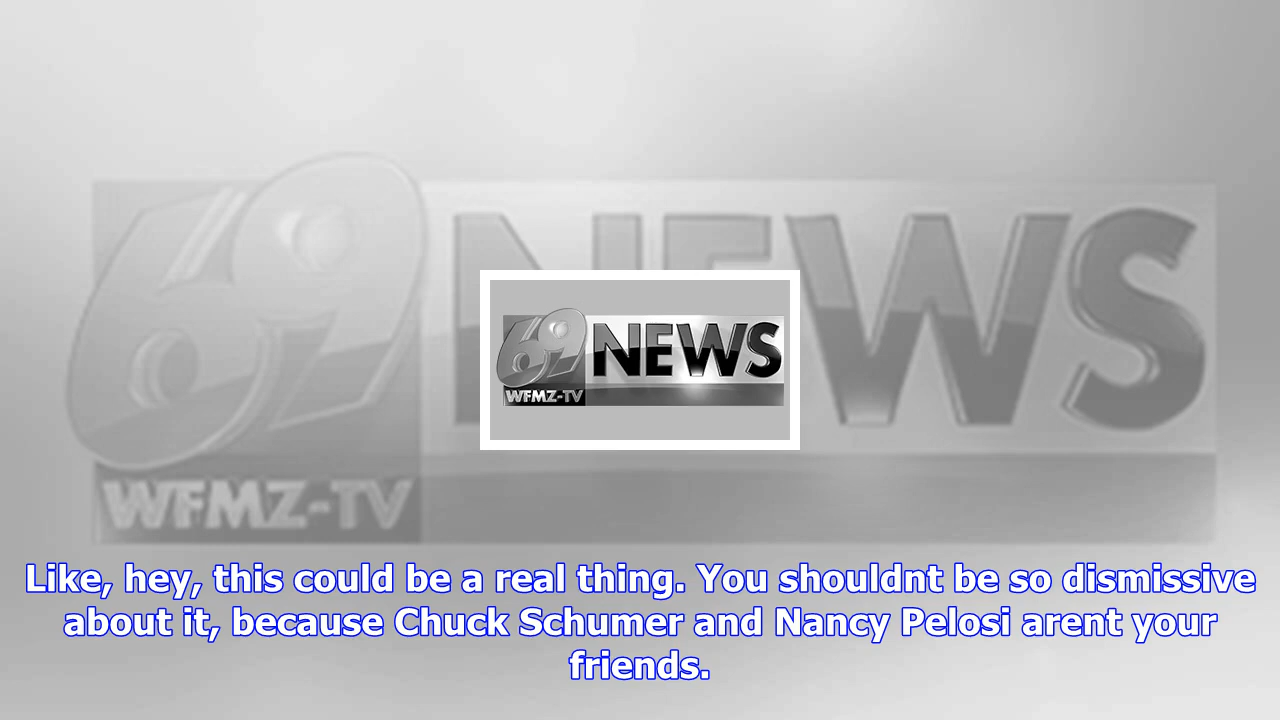 69 NEWS
WFMZ-TV
69 NEWS
WFMZ-TV
Like, hey, this could be a real thing. You shouldnt be so dismissive
about it, because Chuck Schumer and Nancy Pelosi arent your
friends.